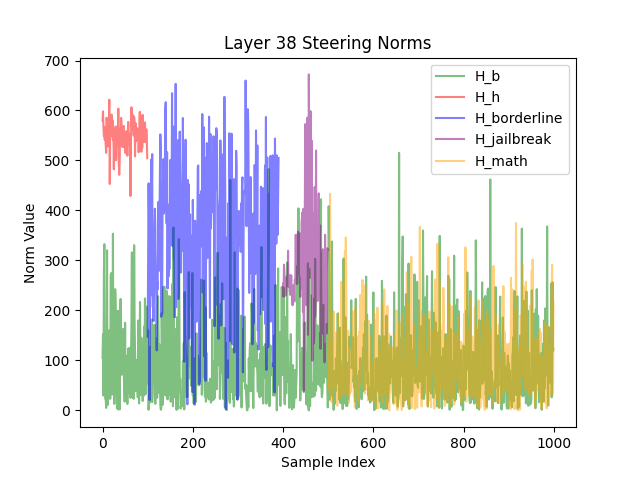 Layer 38 Steering Norms
Norm Value
700
600
500
400
300
200
100
0
H_b
H_h
H_borderline
H_jailbreak
H_math
0 200 400 600 800 1000
Sample Index